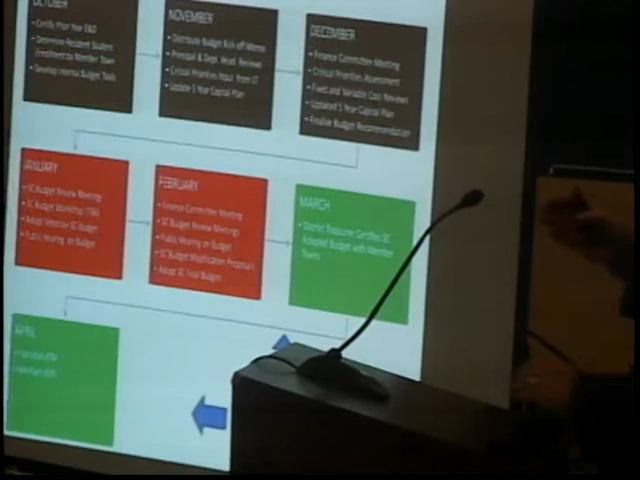 OCTOBER
• Certify Prior Year E&D
• Determine Resident Student
Enrollment by Member Town
• Develop Internal Budget Tools
NOVEMBER
• Distribute Budget Kick off Memo
• Principal & Dept. Head Reviews
• Critical Priorities Input from LT
• Update 5 Year Capital Plan
DECEMBER
• Finance Committee Meeting
• Critical Priorities Assessment
• Fixed and Variable Cost Reviews
• Updated 5 Year Capital Plan
• Finalize Budget Recommendation
JANUARY
• SC Budget Review Meetings
• SC Budget Workshop
• Adopt Tentative SC Budget
• Public Hearing on Budget
FEBRUARY
• Finance Committee Meeting
• SC Budget Review Meetings
• Public Hearing on Budget
• SC Budget Modification Proposals
• Adopt SC Final Budget
MARCH
• District Treasurer Certifies SC
Adopted Budget with Member
Towns
APRIL